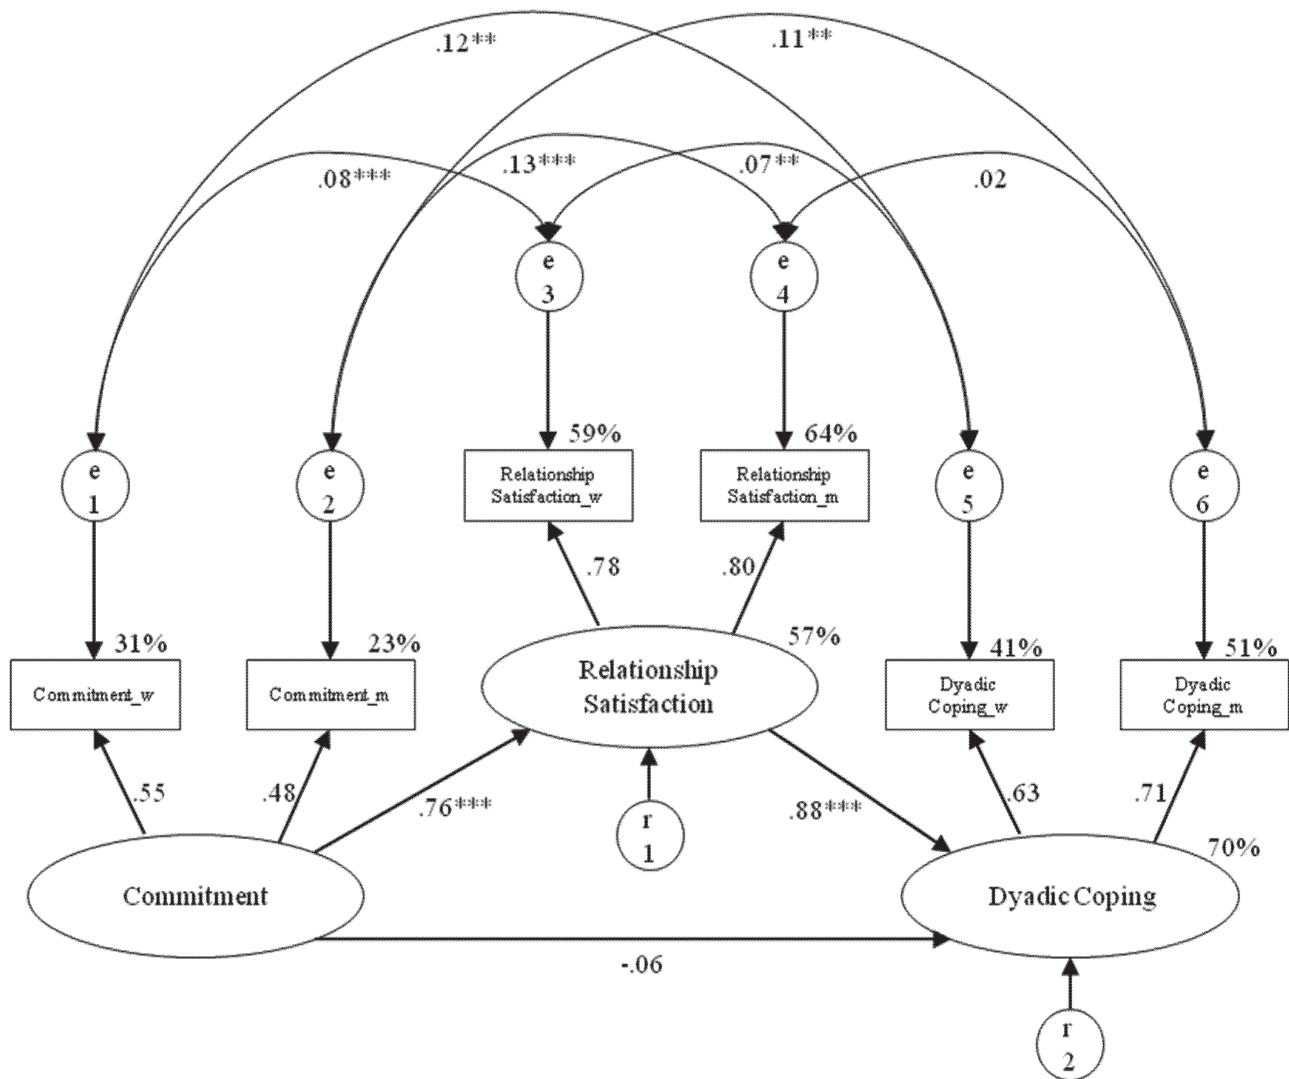 .12**
.11**
.08***
.13***
.07**
.02
e
3
e
4
59%
64%
e
1
e
2
Relationship
Satisfaction_w
Relationship
Satisfaction_m
e
5
e
6
.78
.80
31%
23%
57%
41%
51%
Commitment_w
Commitment_m
Relationship
Satisfaction
Dyadic
Coping_w
Dyadic
Coping_m
.55
.48
.76***
r
1
.88***
.63
.71
70%
Commitment
Dyadic Coping
-.06
r
2